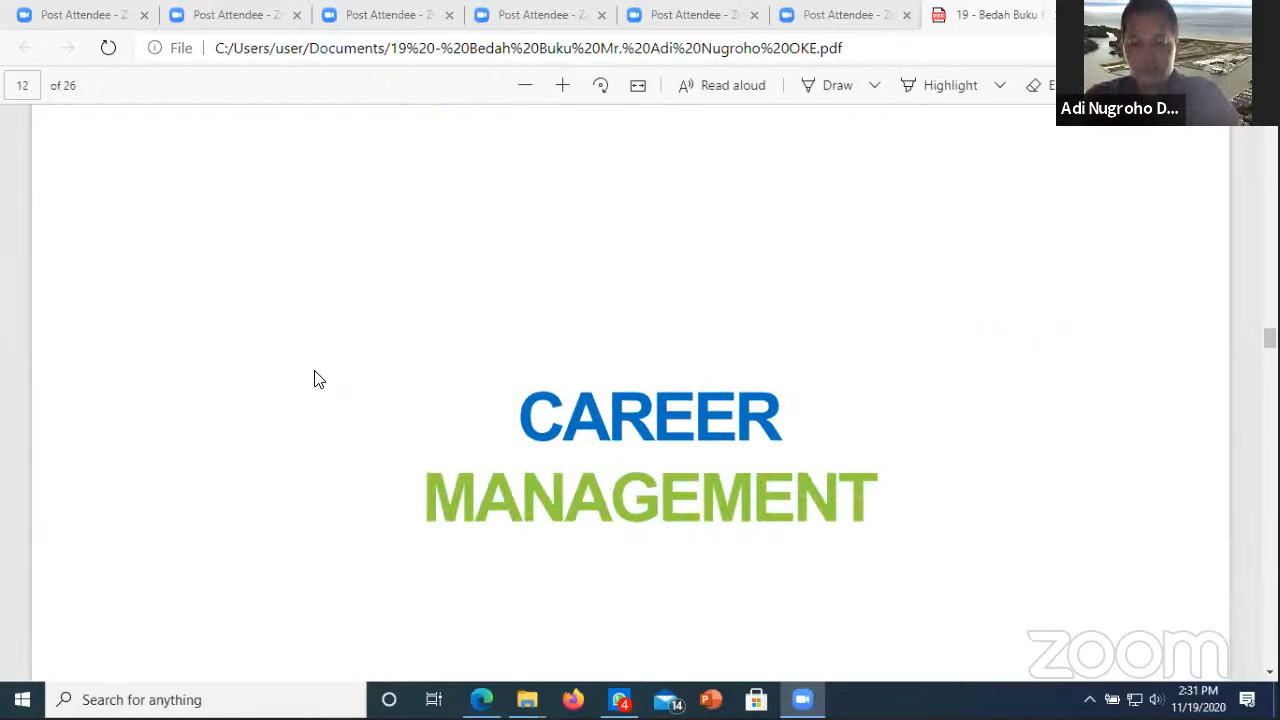 Post Attendee - Z
Post Attendee - Z
Post Attendee - Z
Post Attendee - Z
Post Attendee - Z
Post Attendee - Z
19 - Bedah Buku
File
C:/Users/user/Documents/19%20-%20Bedah%20Buku%20Mr.%20Adi%20Nugroho%20OKE.pdf
12 of 26
Read aloud
Draw
Highlight
Adi Nugroho D...
CAREER
MANAGEMENT
zoom
Search for anything
4
14
2:31 PM
11/19/2020